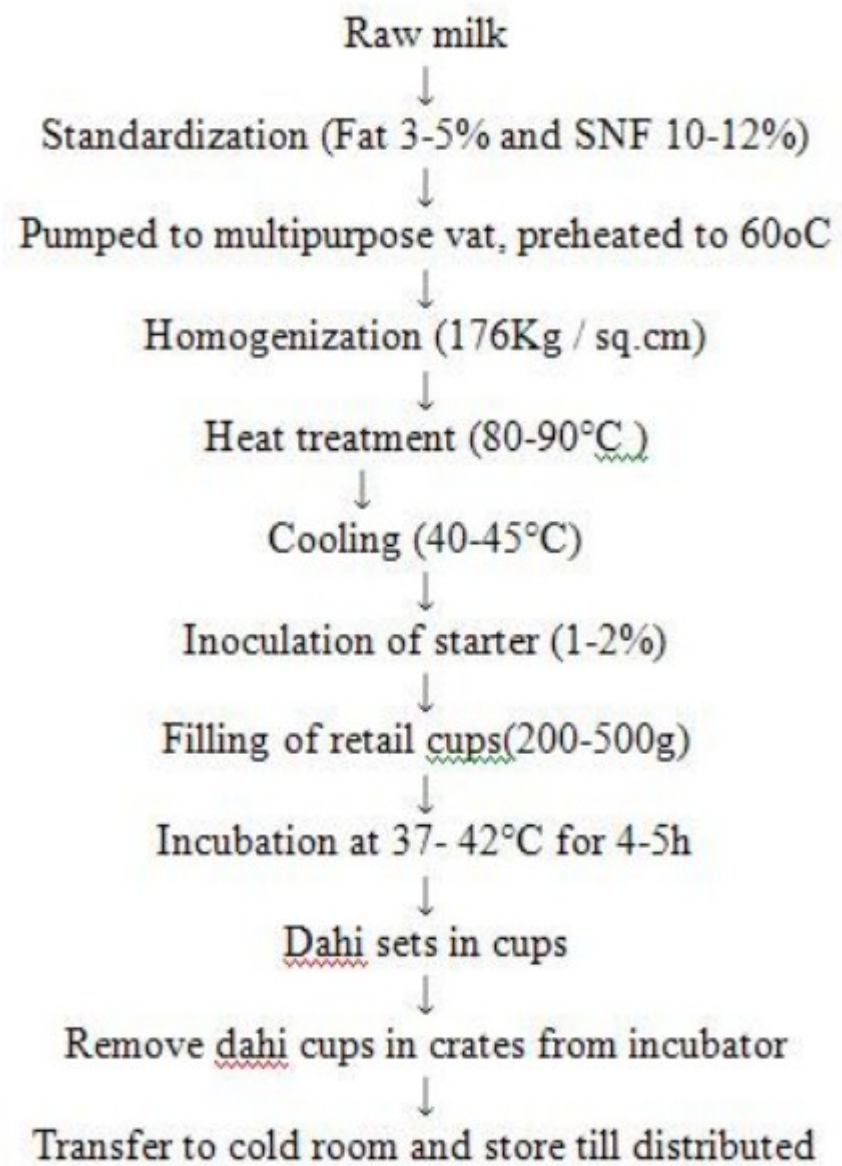 Raw milk
↓
Standardization (Fat 3-5% and SNF 10-12%)
↓
Pumped to multipurpose vat, preheated to 60oC
↓
Homogenization (176Kg / sq.cm)
↓
Heat treatment (80-90°C )
↓
Cooling (40-45°C)
↓
Inoculation of starter (1-2%)
↓
Filling of retail cups(200-500g)
↓
Incubation at 37- 42°C for 4-5h
↓
Dahi sets in cups
↓
Remove dahi cups in crates from incubator
↓
Transfer to cold room and store till distributed